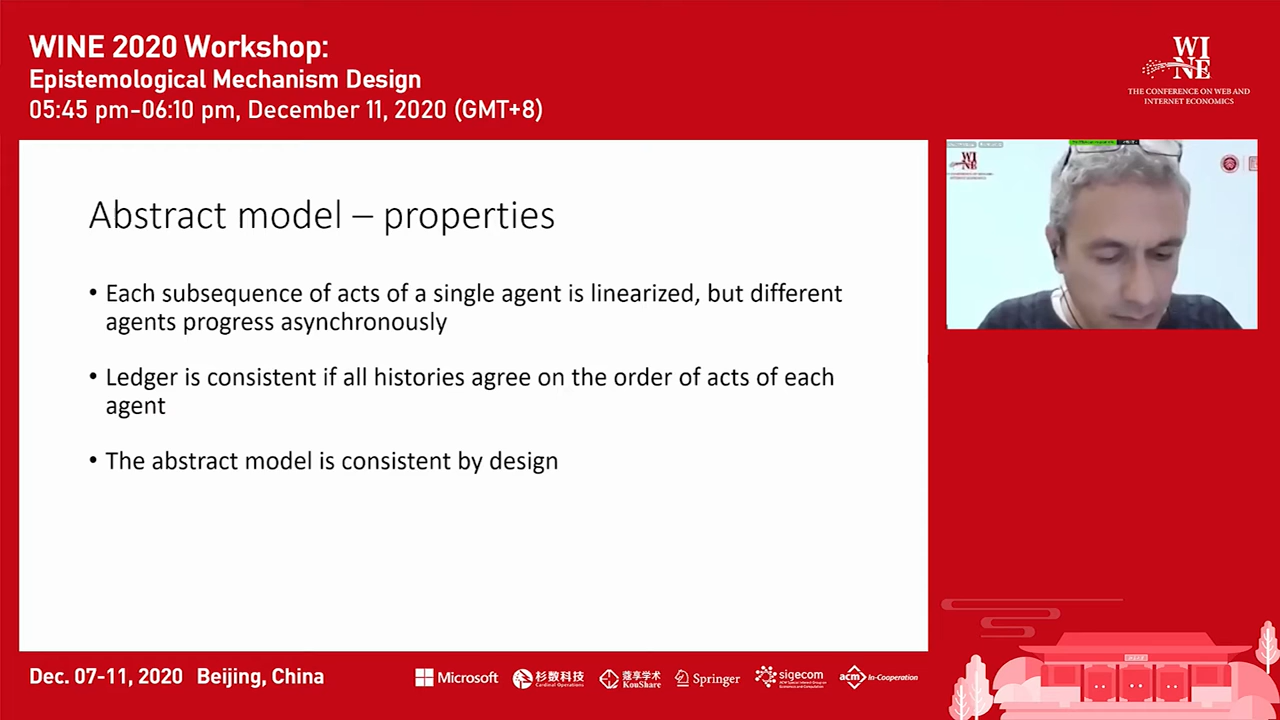 WINE 2020 Workshop:
Epistemological Mechanism Design
05:45 pm-06:10 pm, December 11, 2020 (GMT+8)
WI
NE
THE CONFERENCE ON WEB AND
INTERNET ECONOMICS
Abstract model – properties
• Each subsequence of acts of a single agent is linearized, but different
agents progress asynchronously
• Ledger is consistent if all histories agree on the order of acts of each
agent
• The abstract model is consistent by design
WI
NE
Dec. 07-11, 2020 Beijing, China
Microsoft
杉数科技
Cardinal Operations
蔻享学术
KouShare
Springer
sigecom
acm In-Cooperation